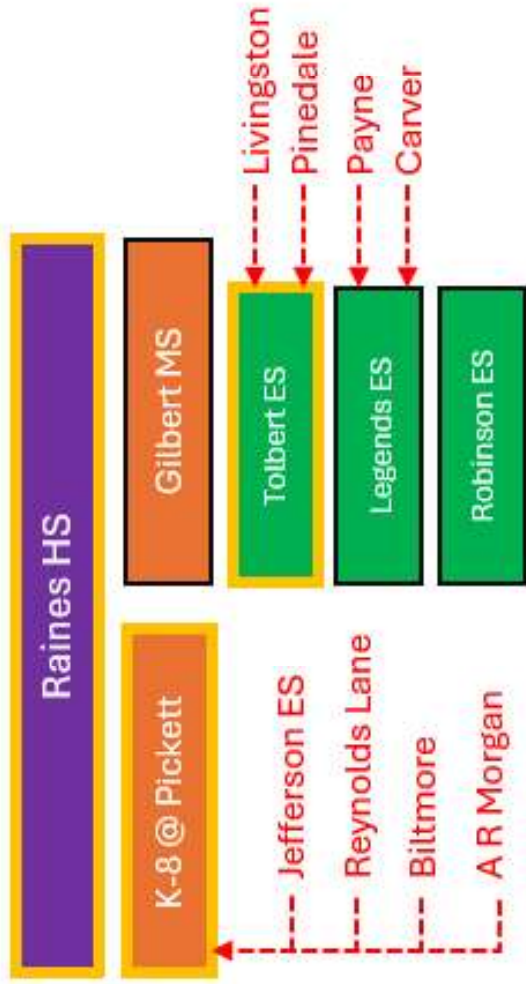 Raines HS
K-8 @ Pickett
Gilbert MS
Jefferson ES
Reynolds Lane
Biltmore
A R Morgan
Tolbert ES
Livingston
Pinedale
Legends ES
Payne
Carver
Robinson ES